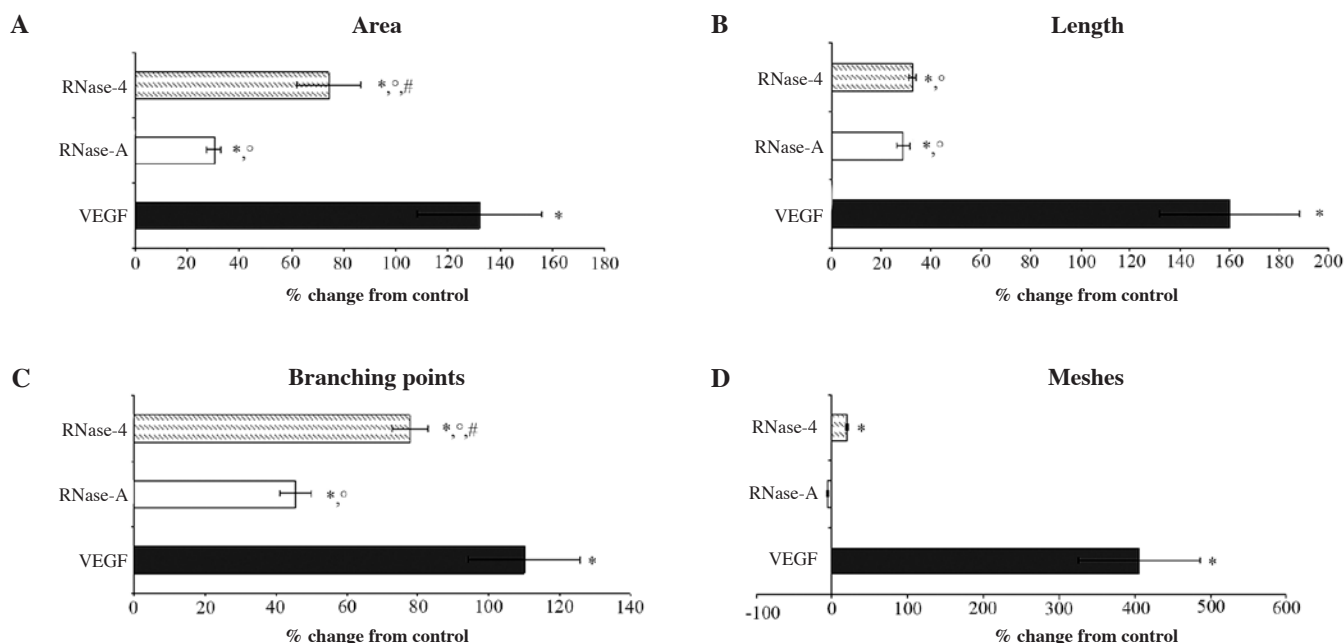 A
Area
RNase-4
*,°,#
RNase-A
*,°
VEGF
*
0 20 40 60 80 100 120 140 160 180
% change from control
B
Length
RNase-4
*,°
RNase-A
*,°
VEGF
*
0 20 40 60 80 100 120 140 160 180 200
% change from control
C
Branching points
RNase-4
*,°,#
RNase-A
*,°
VEGF
*
0 20 40 60 80 100 120 140
% change from control
D
Meshes
RNase-4
*
RNase-A
VEGF
*
-100 0 100 200 300 400 500 600
% change from control